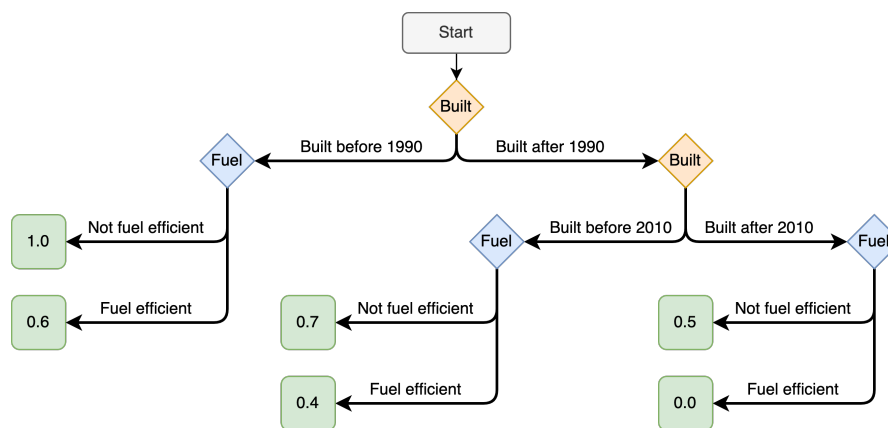 Start
Built
Built before 1990
Built after 1990
Fuel
Built
Not fuel efficient
1.0
Fuel
Built before 2010
Built after 2010
Fuel
Fuel efficient
0.6
Not fuel efficient
0.7
Not fuel efficient
0.5
Fuel efficient
0.4
Fuel efficient
0.0